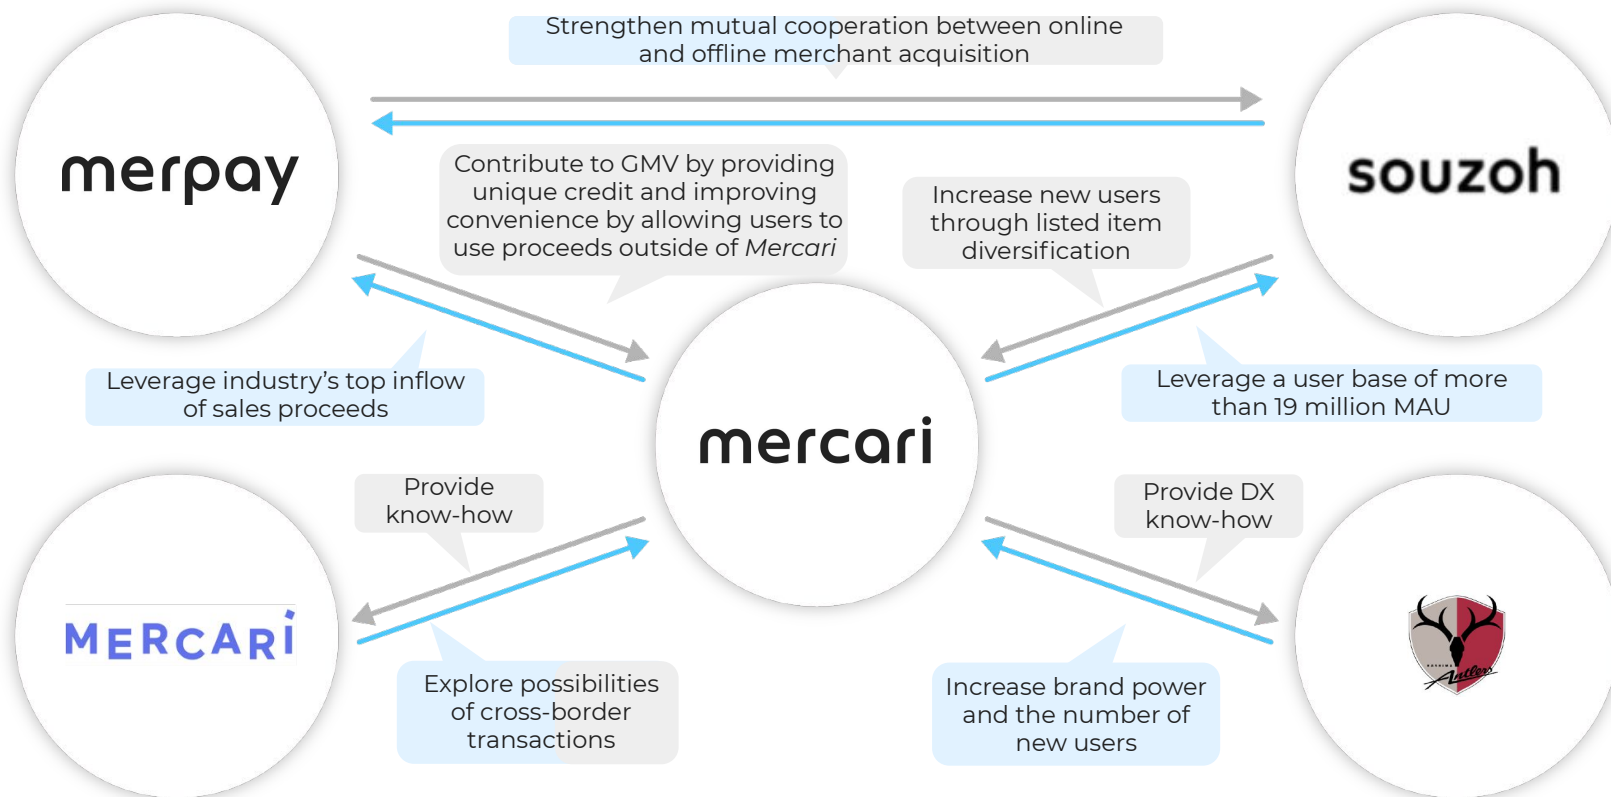 Strengthen mutual cooperation between online
and offline merchant acquisition
merpay
souzoh
Contribute to GMV by providing
unique credit and improving
convenience by allowing users to
use proceeds outside of Mercari
Increase new users
through listed item
diversification
Leverage industry’s top inflow
of sales proceeds
Leverage a user base of more
than 19 million MAU
mercari
Provide
know-how
Provide DX
know-how
MERCARI
KASHIMA
Antlers
Explore possibilities
of cross-border
transactions
Increase brand power
and the number of
new users